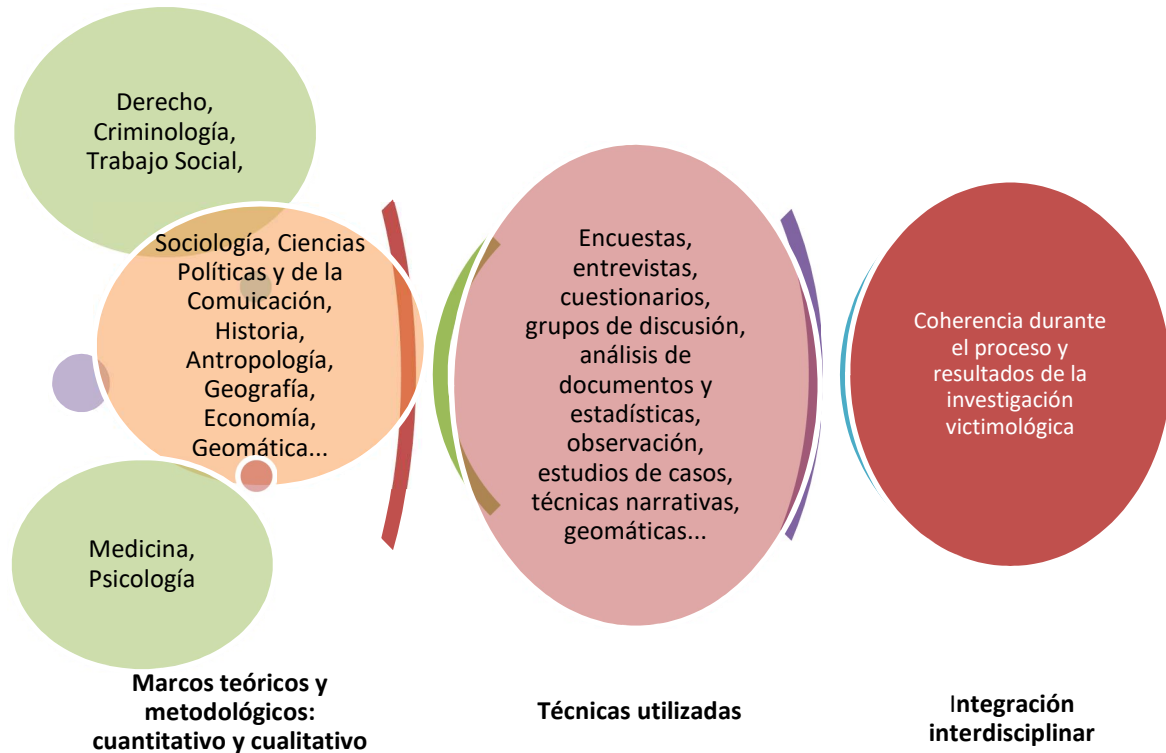 Derecho,
Criminología,
Trabajo Social,
Sociología, Ciencias
Políticas y de la
Comuicación,
Historia,
Antropología,
Geografía,
Economía,
Geomática...
Medicina,
Psicología
Marcos teóricos y
metodológicos:
cuantitativo y cualitativo
Encuestas,
entrevistas,
cuestionarios,
grupos de discusión,
análisis de
documentos y
estadísticas,
observación,
estudios de casos,
técnicas narrativas,
geomáticas...
Técnicas utilizadas
Coherencia durante
el proceso y
resultados de la
investigación
victimológica
Integración
interdisciplinar